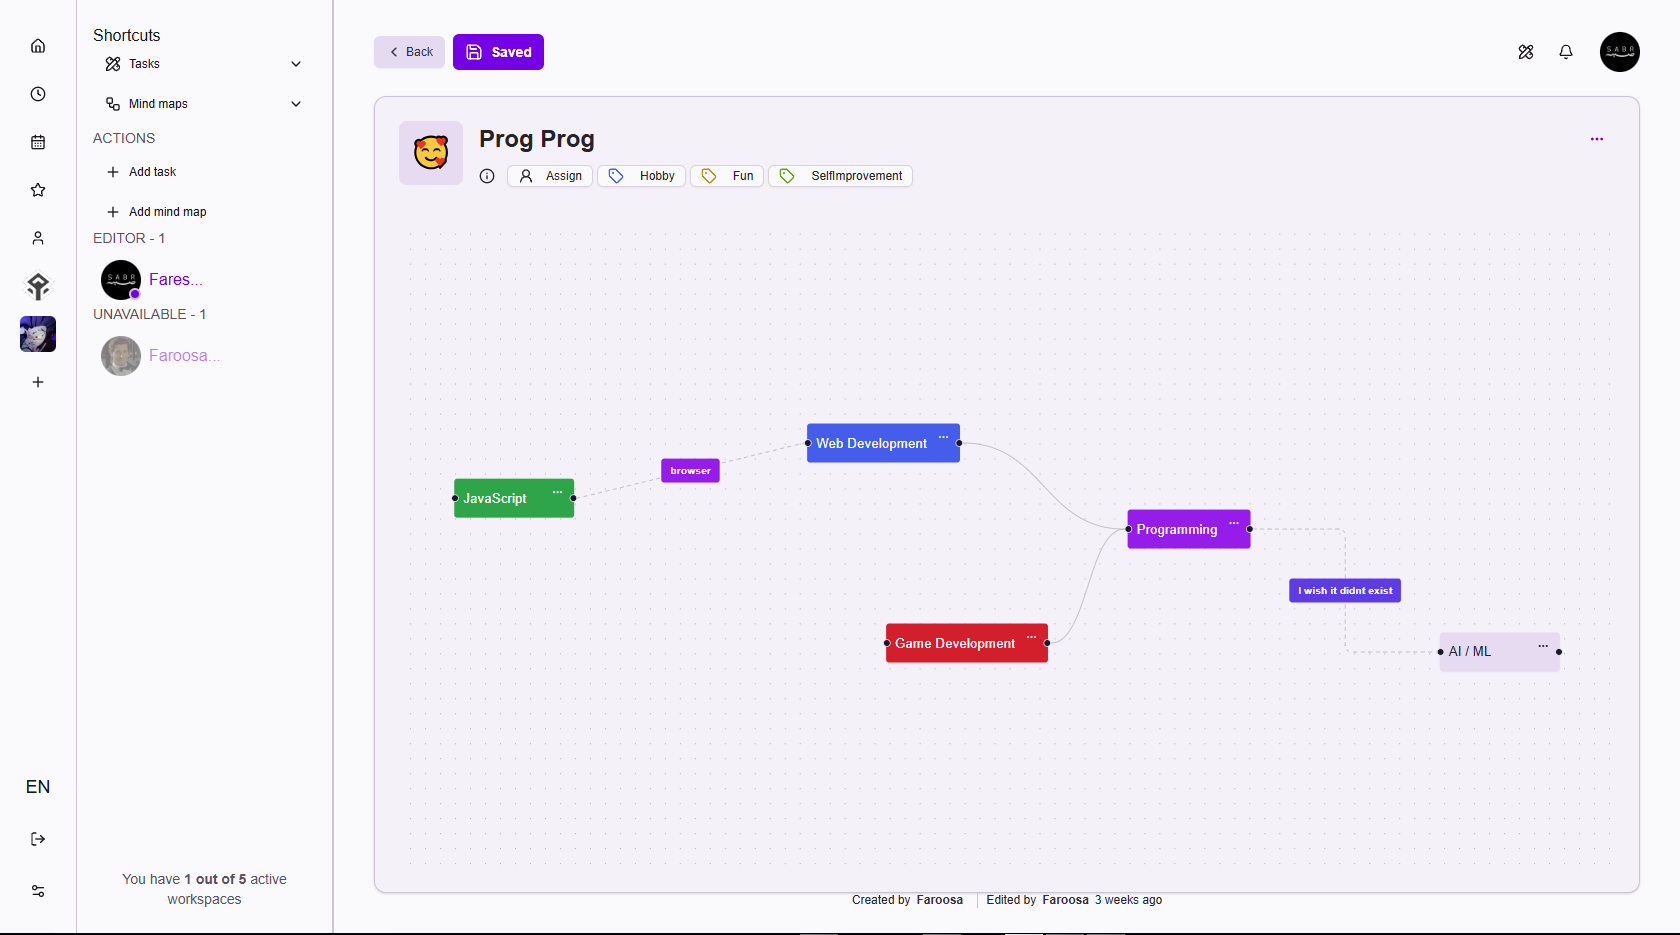 Shortcuts
Tasks
Mind maps
ACTIONS
Add task
Add mind map
EDITOR - 1
SABR
Fares...
UNAVAILABLE - 1
Faroosa...
EN
You have 1 out of 5 active
workspaces
Back
Saved
SABR
Prog Prog
Assign
Hobby
Fun
SelfImprovement
Web Development
browser
JavaScript
Programming
I wish it didnt exist
Game Development
AI / ML
Created by Faroosa
Edited by Faroosa 3 weeks ago